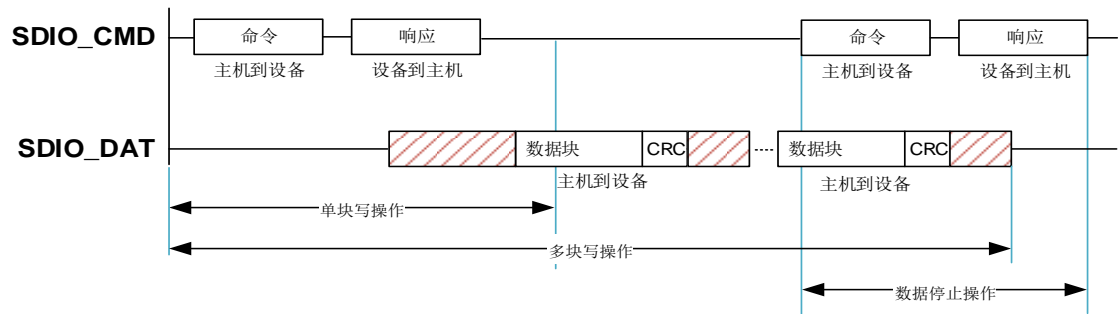 SDIO_CMD 命令 响应 命令 响应
主机到设备 设备到主机 主机到设备 设备到主机
SDIO_DAT 数据块 CRC 数据块 CRC
主机到设备 主机到设备
单块写操作
多块写操作
数据停止操作